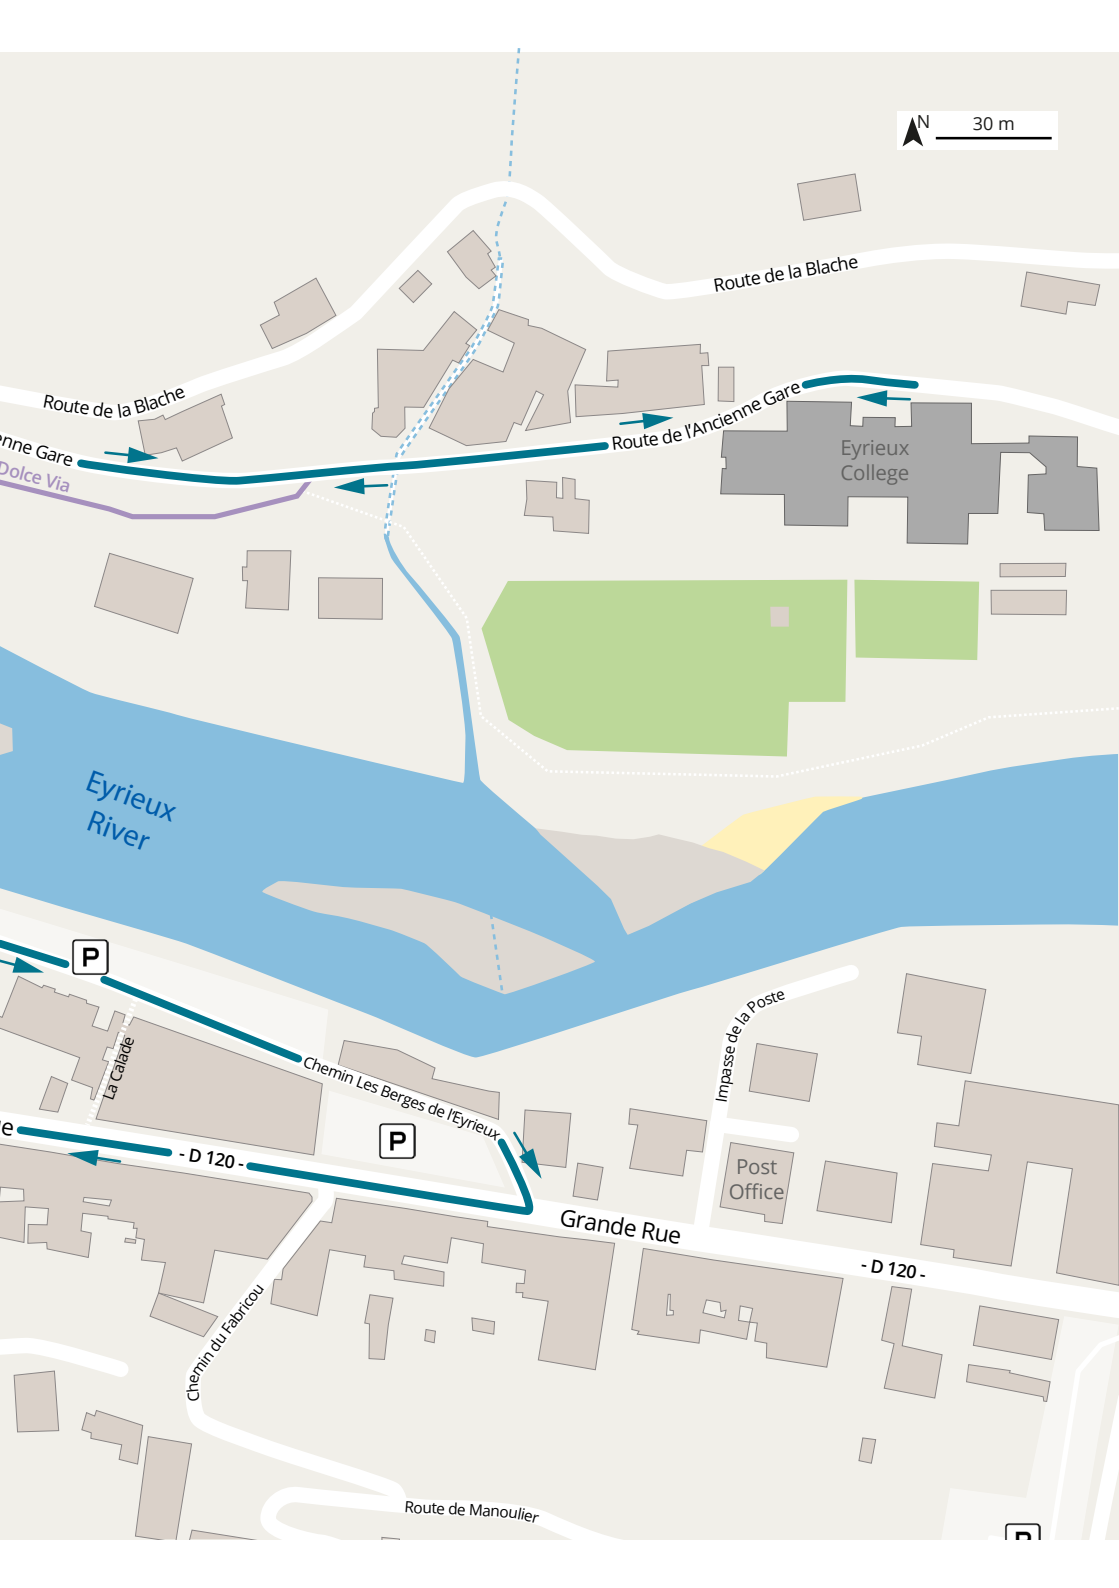 N
30 m
Route de la Blache
Route de la Blache
Route de l'Ancienne Gare
enne Gare
Dolce Via
Eyrieux
College
Eyrieux
River
P
La Calade
Chemin Les Berges de l'Eyrieux
P
Impasse de la Poste
Post
Office
e
- D 120 -
Grande Rue
- D 120 -
Chemin du Fabricou
Route de Manoulier
P